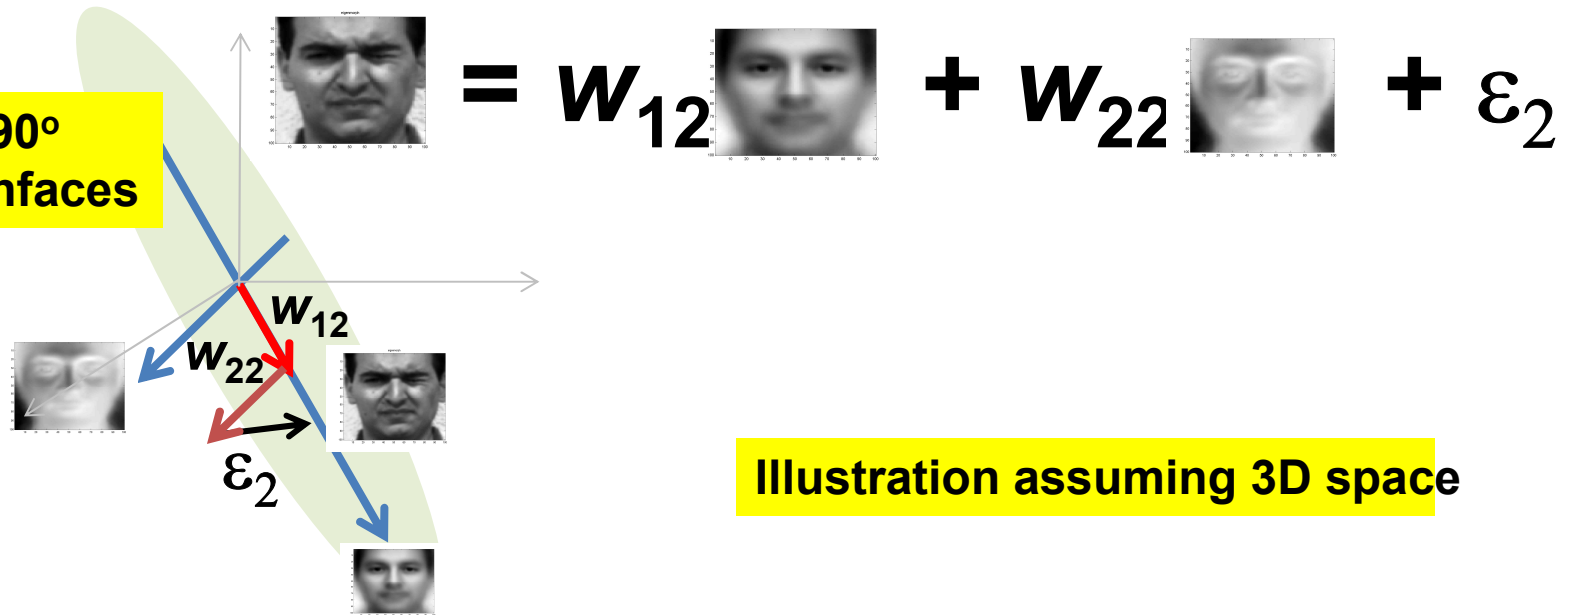 = w12 + w22 + ε2
90o
nfaces
w12
w22
ε2
Illustration assuming 3D space